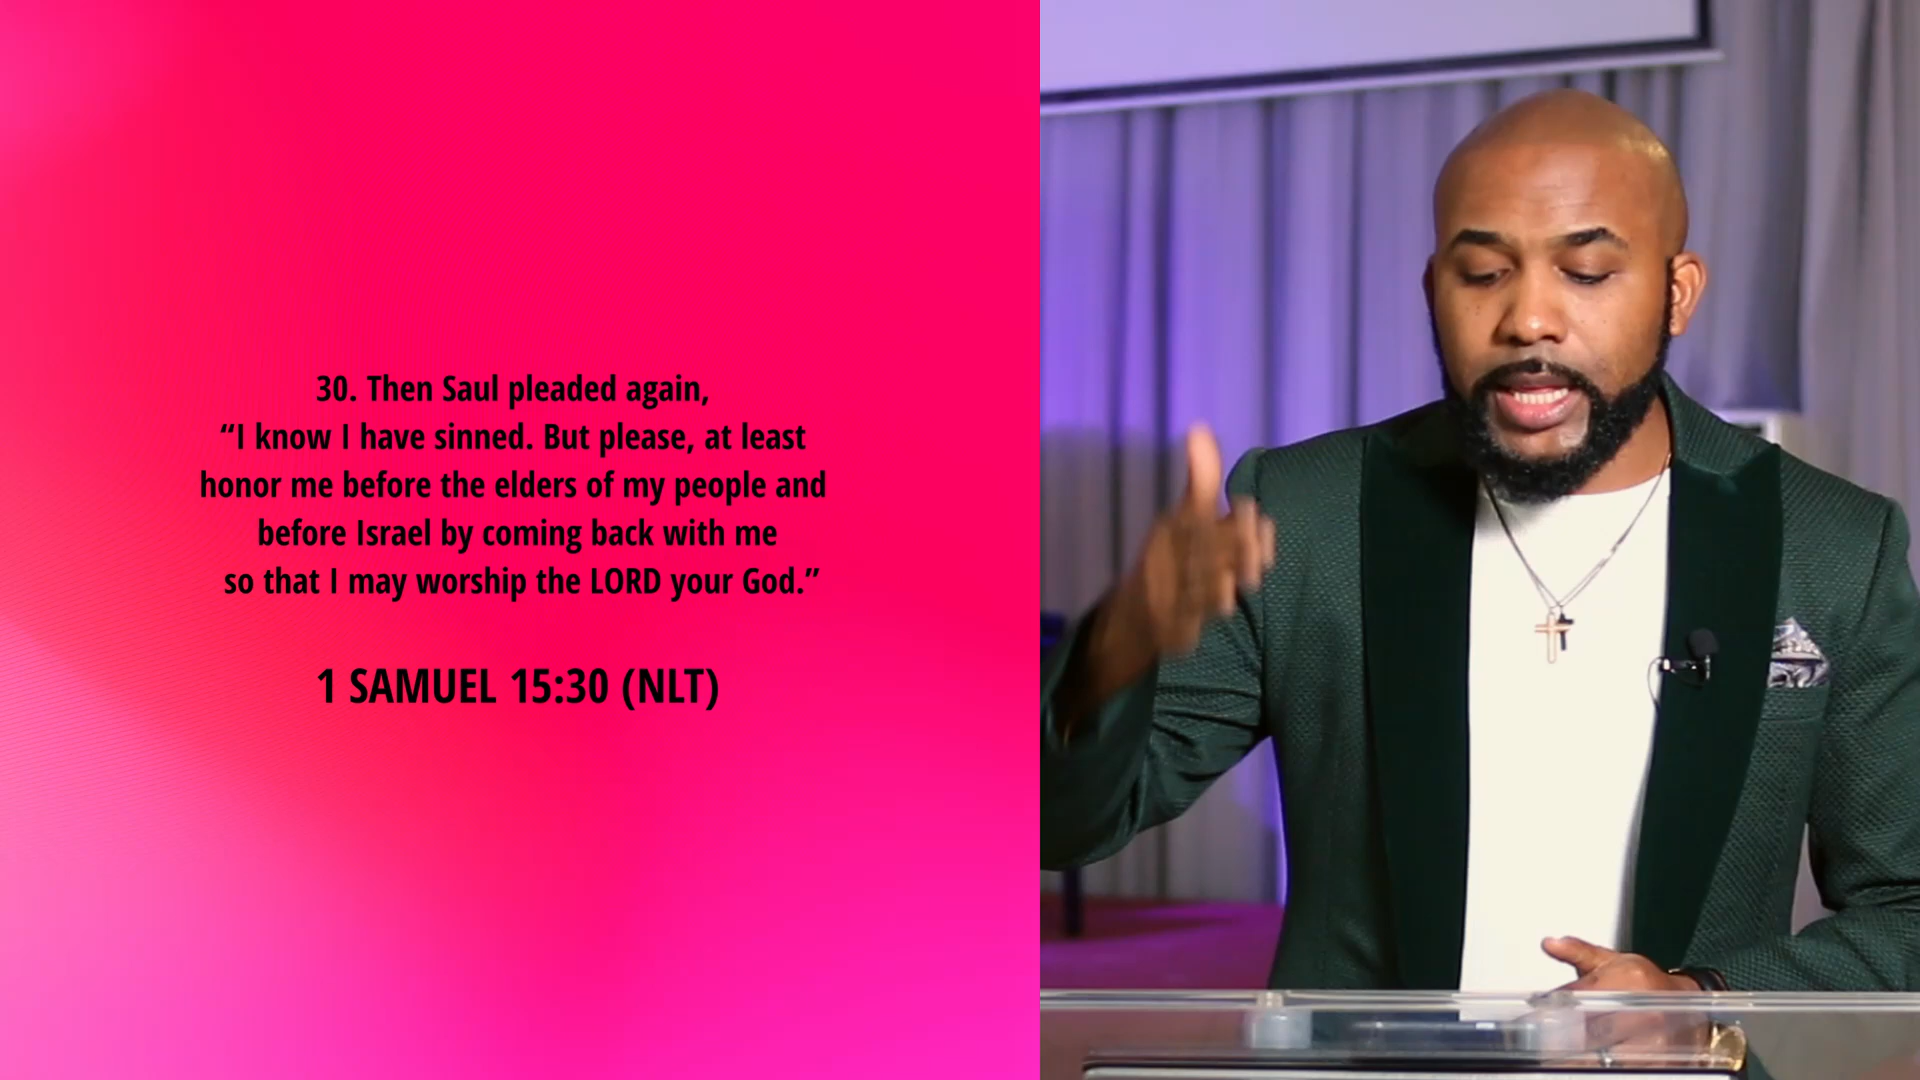 30. Then Saul pleaded again,
“I know I have sinned. But please, at least
honor me before the elders of my people and
before Israel by coming back with me
so that I may worship the LORD your God.”
1 SAMUEL 15:30 (NLT)